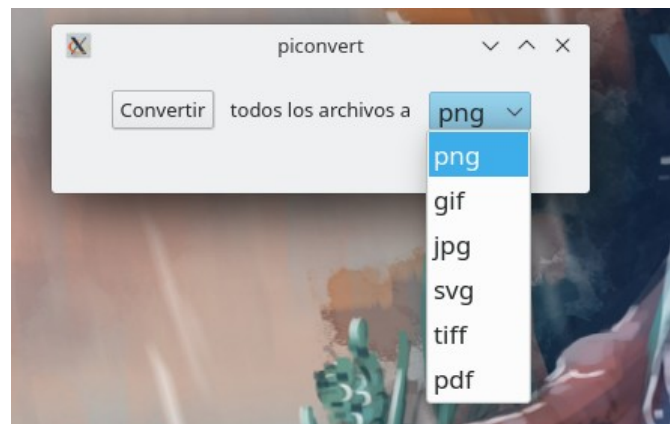 piconvert
Convertir todos los archivos a png
png
gif
jpg
svg
tiff
pdf